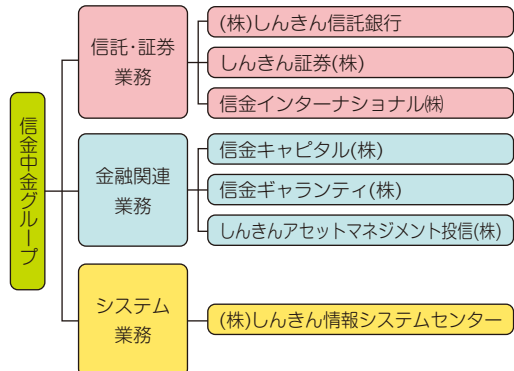 信金中金グループ
信託・証券
業務
(株)しんきん信託銀行
しんきん証券(株)
信金インターナショナル㈱
金融関連
業務
信金キャピタル(株)
信金ギャランティ(株)
しんきんアセットマネジメント投信(株)
システム
業務
(株)しんきん情報システムセンター